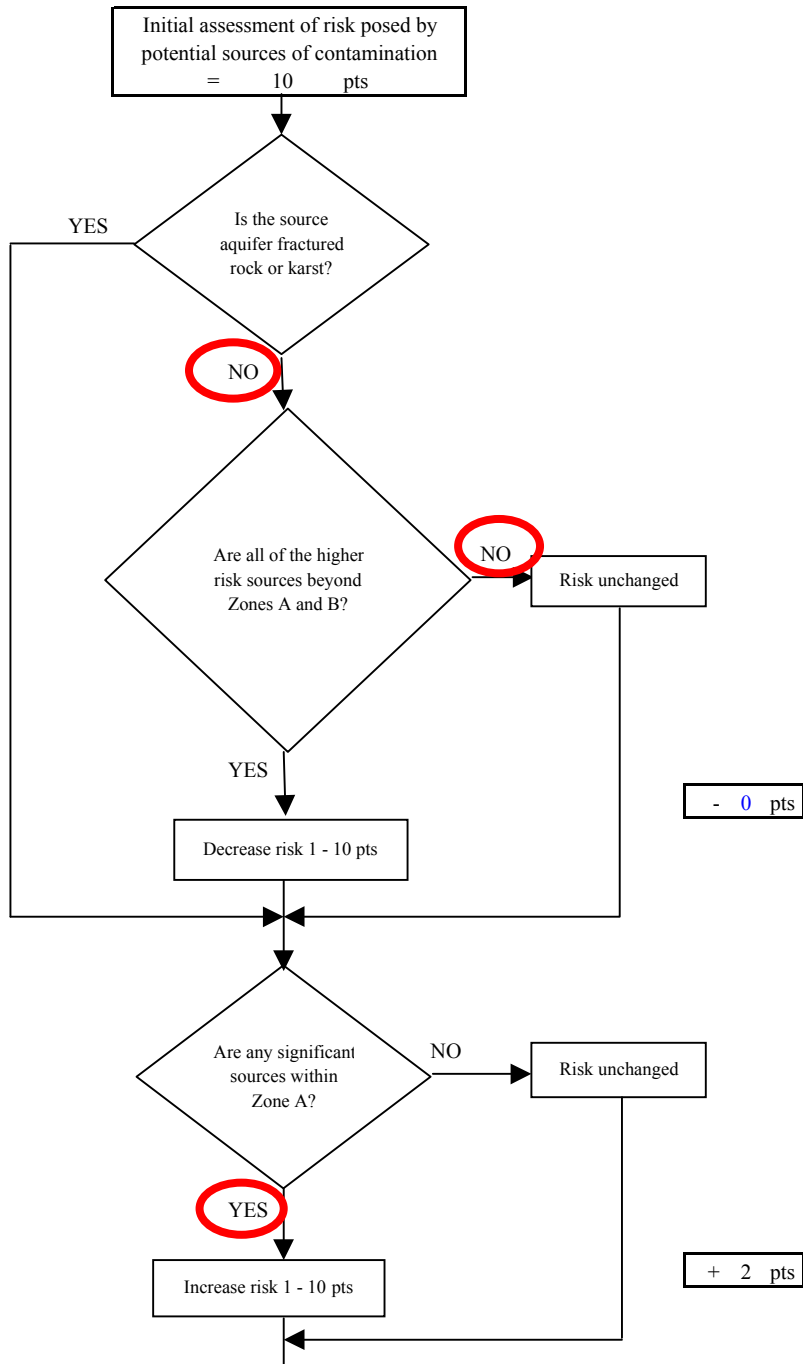 Initial assessment of risk posed by
potential sources of contamination
= 10 pts
YES
Is the source
aquifer fractured
rock or karst?
NO
Are all of the higher
risk sources beyond
Zones A and B?
NO
Risk unchanged
YES
- 0 pts
Decrease risk 1 - 10 pts
Are any significant
sources within
Zone A?
NO
Risk unchanged
YES
+ 2 pts
Increase risk 1 - 10 pts